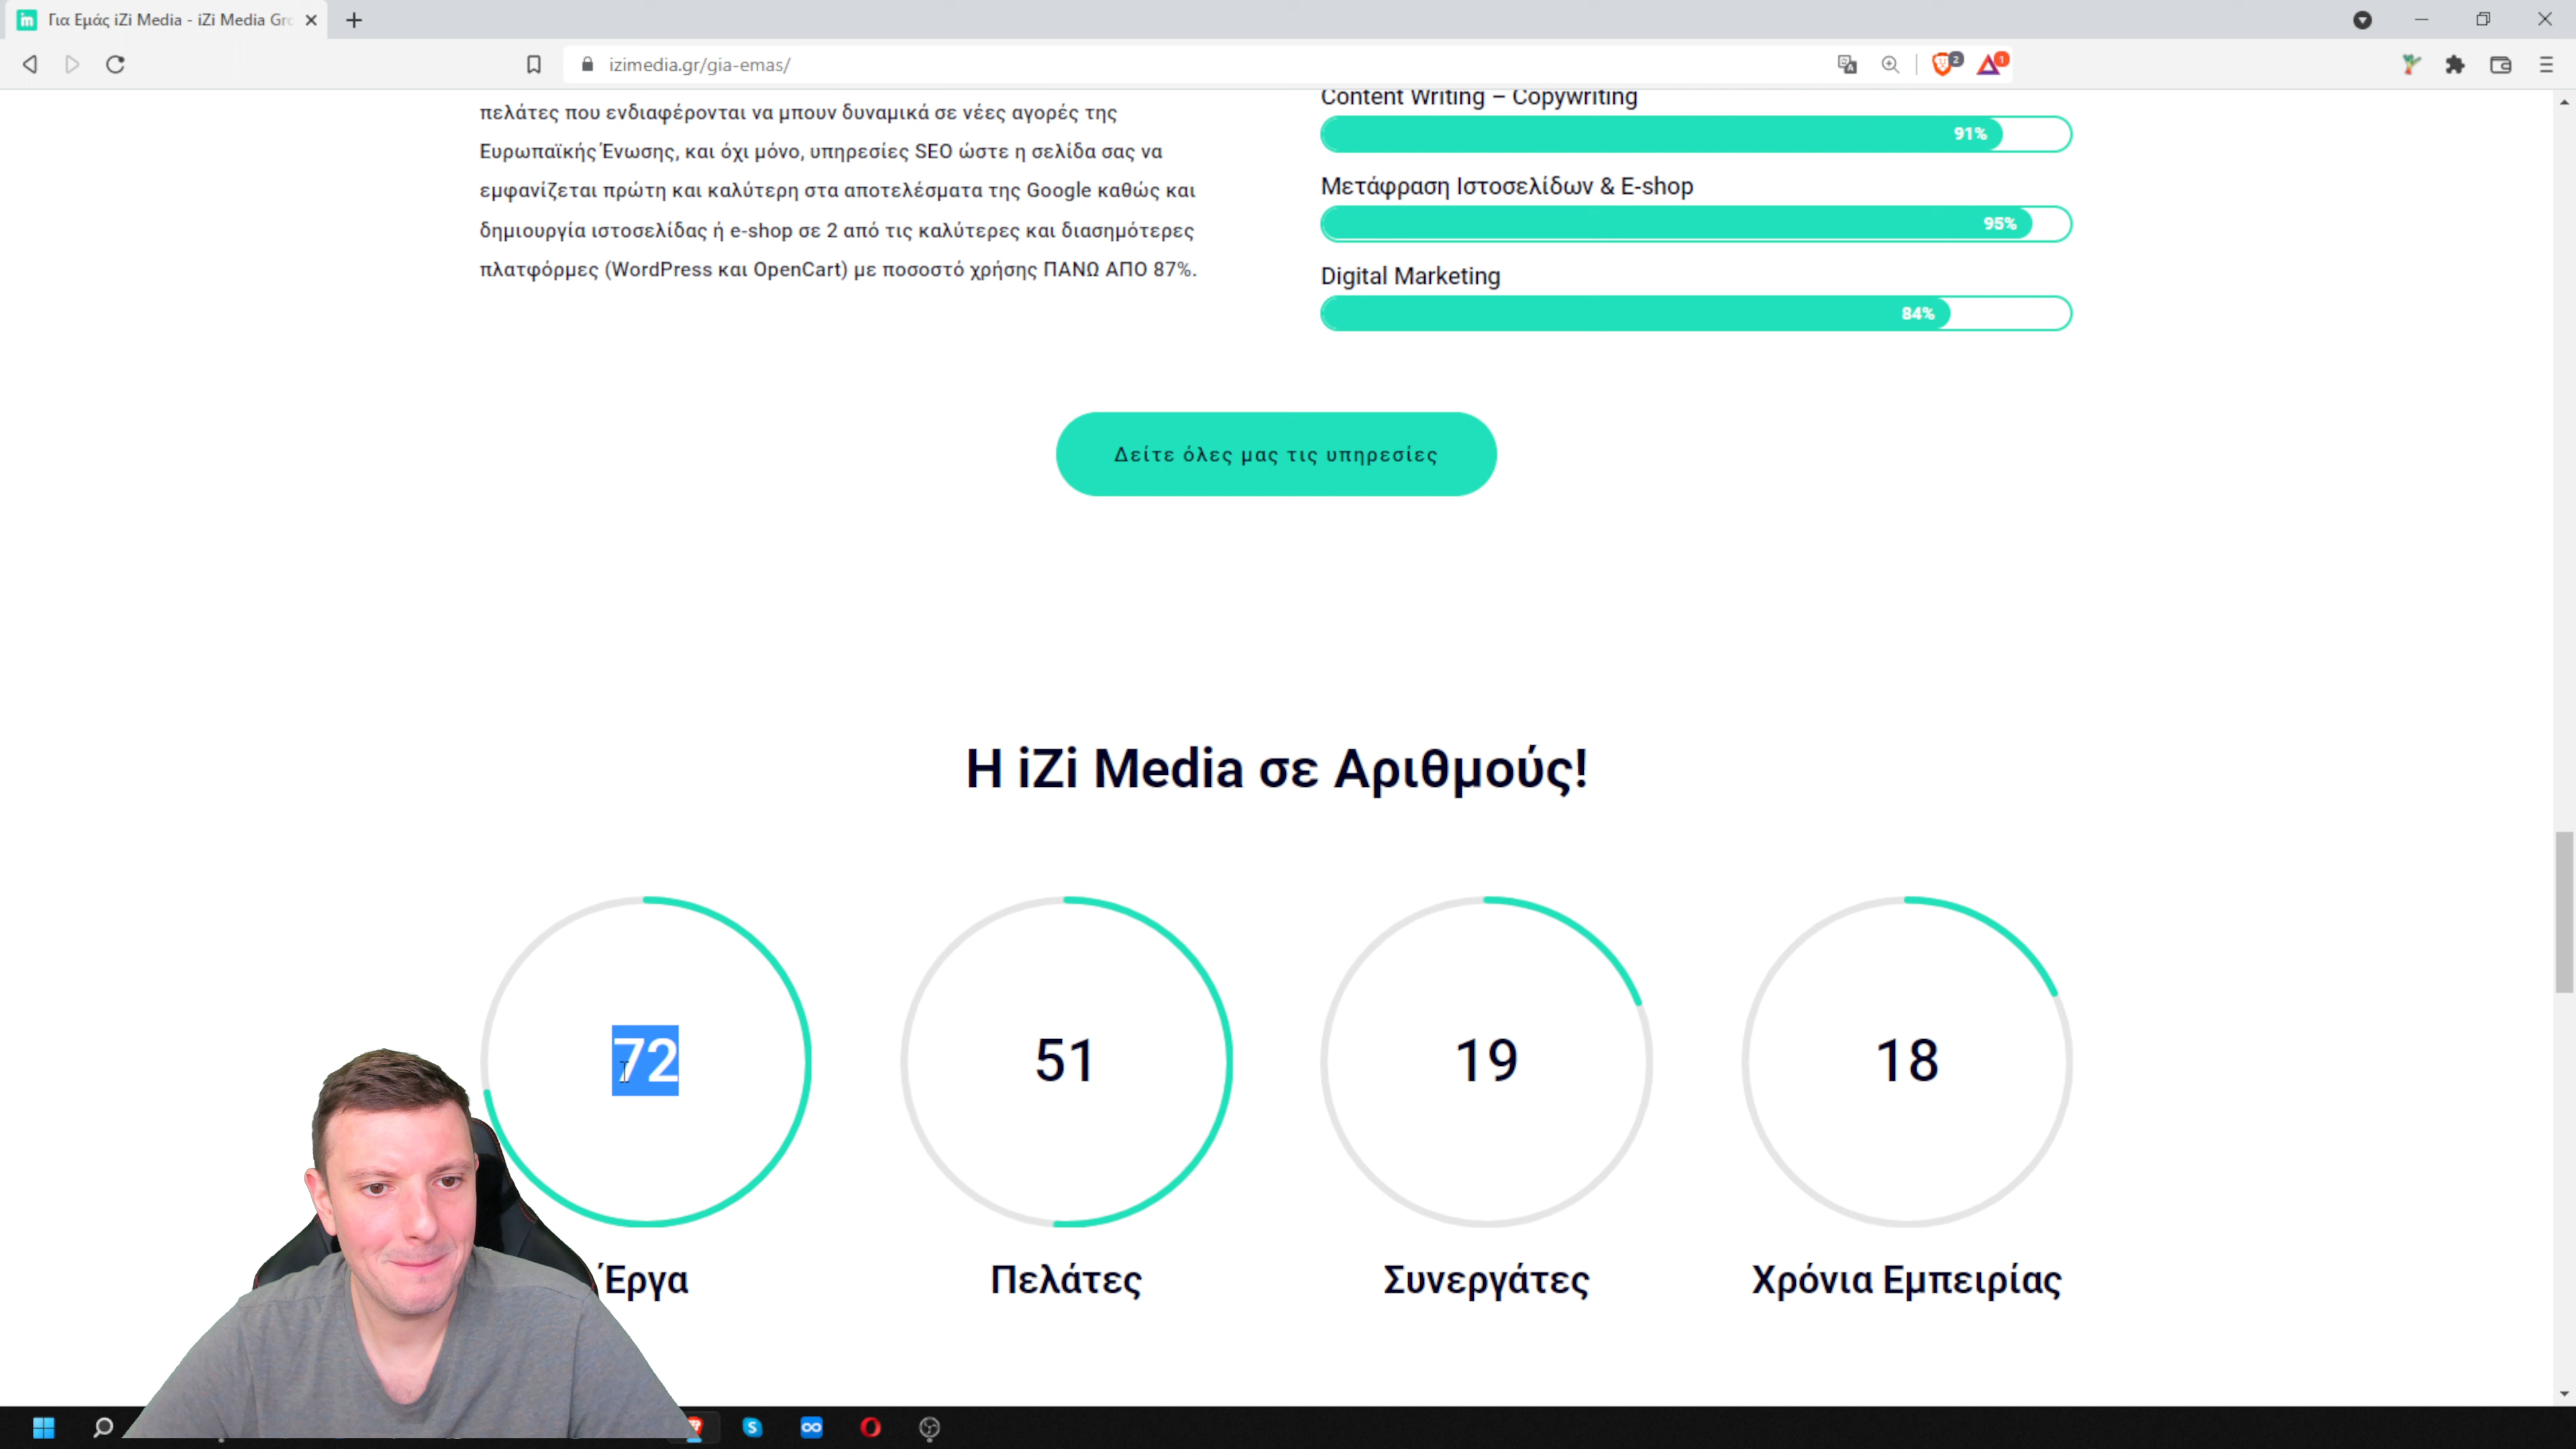 Για Εμάς iZi Media - iZi Media Gr
izimedia.gr/gia-emas/
2
1
πελάτες που ενδιαφέρονται να μπουν δυναμικά σε νέες αγορές της
Ευρωπαϊκής Ένωσης, και όχι μόνο, υπηρεσίες SEO ώστε η σελίδα σας να
εμφανίζεται πρώτη και καλύτερη στα αποτελέσματα της Google καθώς και
δημιουργία ιστοσελίδας ή e-shop σε 2 από τις καλύτερες και διασημότερες
πλατφόρμες (WordPress και OpenCart) με ποσοστό χρήσης ΠΑΝΩ ΑΠΟ 87%.
Content Writing – Copywriting
91%
Μετάφραση Ιστοσελίδων & E-shop
95%
Digital Marketing
84%
Δείτε όλες μας τις υπηρεσίες
Η iZi Media σε Αριθμούς!
72
51
19
18
Έργα
Πελάτες
Συνεργάτες
Χρόνια Εμπειρίας